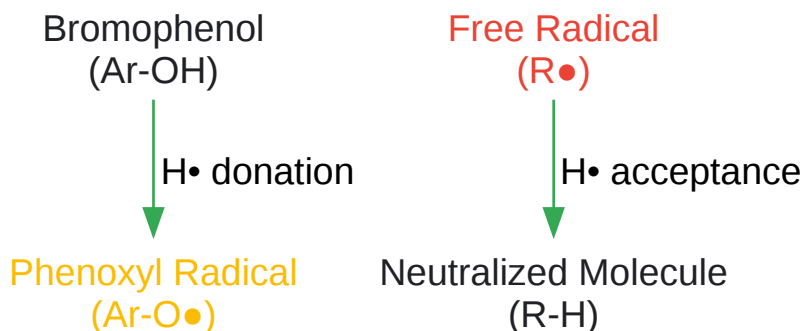 Bromophenol
(Ar-OH)
Free Radical
(R●)
H• donation
H• acceptance
Phenoxyl Radical
(Ar-O●)
Neutralized Molecule
(R-H)